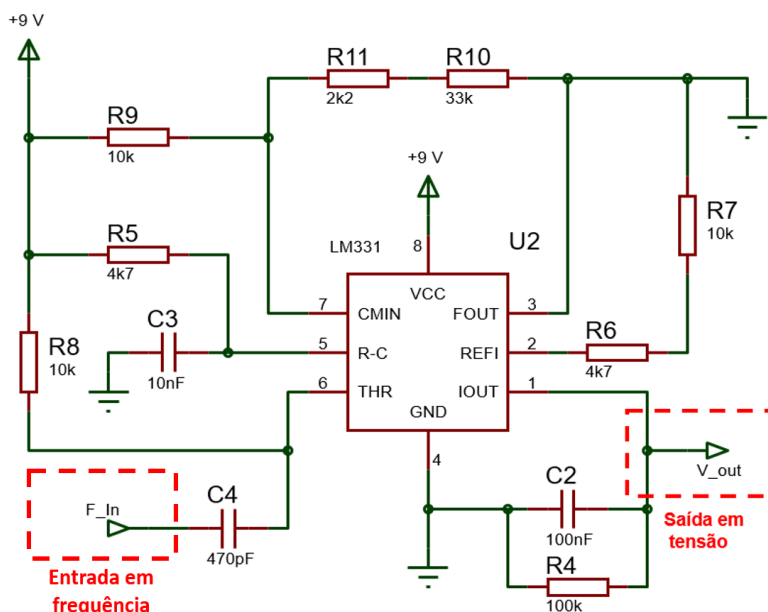 +9 V
R11
2k2
R10
33k
R9
10k
+9 V
R7
10k
R5
4k7
LM331
U2
8
VCC
7
CMIN
FOUT
3
C3
10nF
5
R-C
REFI
2
R6
4k7
R8
10k
6
THR
IOUT
1
GND
4
F_In
C4
470pF
V_out
C2
100nF
R4
100k
Saída em
tensão
Entrada em
frequência